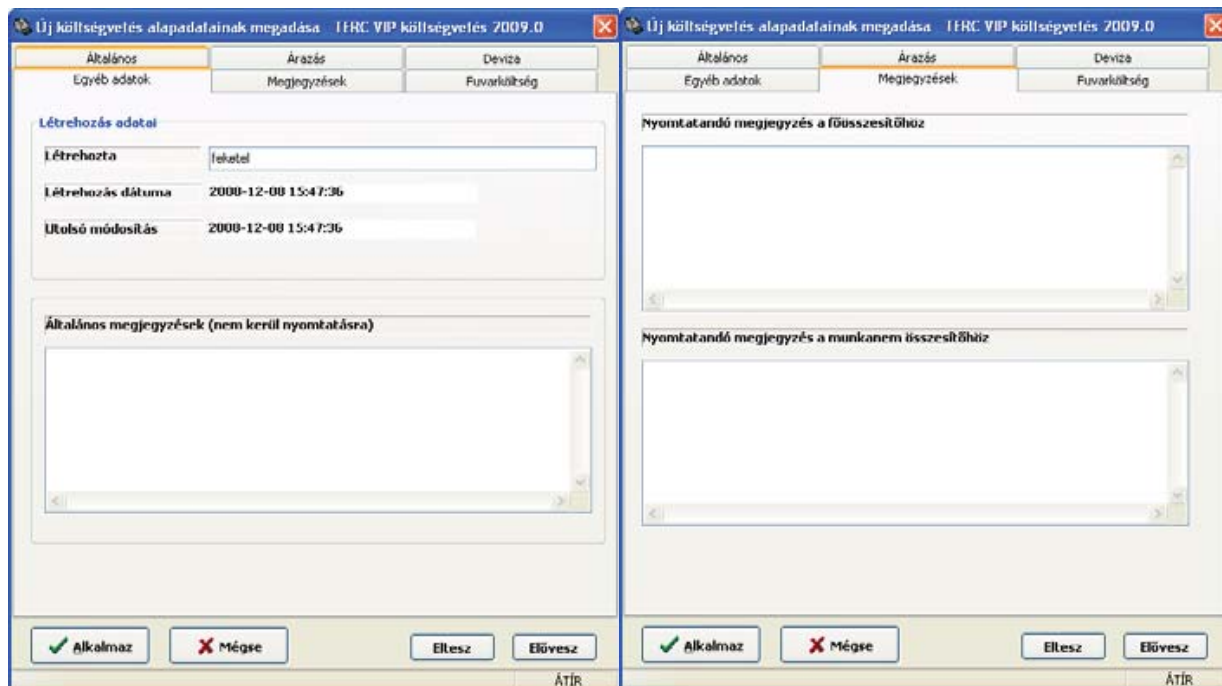 Új költségvetés alapadatainak megadása TERC VIP költségvetés 2009.0
Általános Árazás Deviza
Egyéb adatok Megjegyzések Fuvarköltség
Létrehozás adatai
Létrehozta feketel
Létrehozás dátuma 2008-12-08 15:47:36
Utolsó módosítás 2008-12-08 15:47:36
Általános megjegyzések (nem kerül nyomtatásra)
Alkalmaz Mégse Eltesz Elővesz
ÁTÍR
Új költségvetés alapadatainak megadása TERC VIP költségvetés 2009.0
Általános Árazás Deviza
Egyéb adatok Megjegyzések Fuvarköltség
Nyomtatandó megjegyzés a főösszesítőhöz
Nyomtatandó megjegyzés a munkanem összesítőhöz
Alkalmaz Mégse Eltesz Elővesz
ÁTÍR